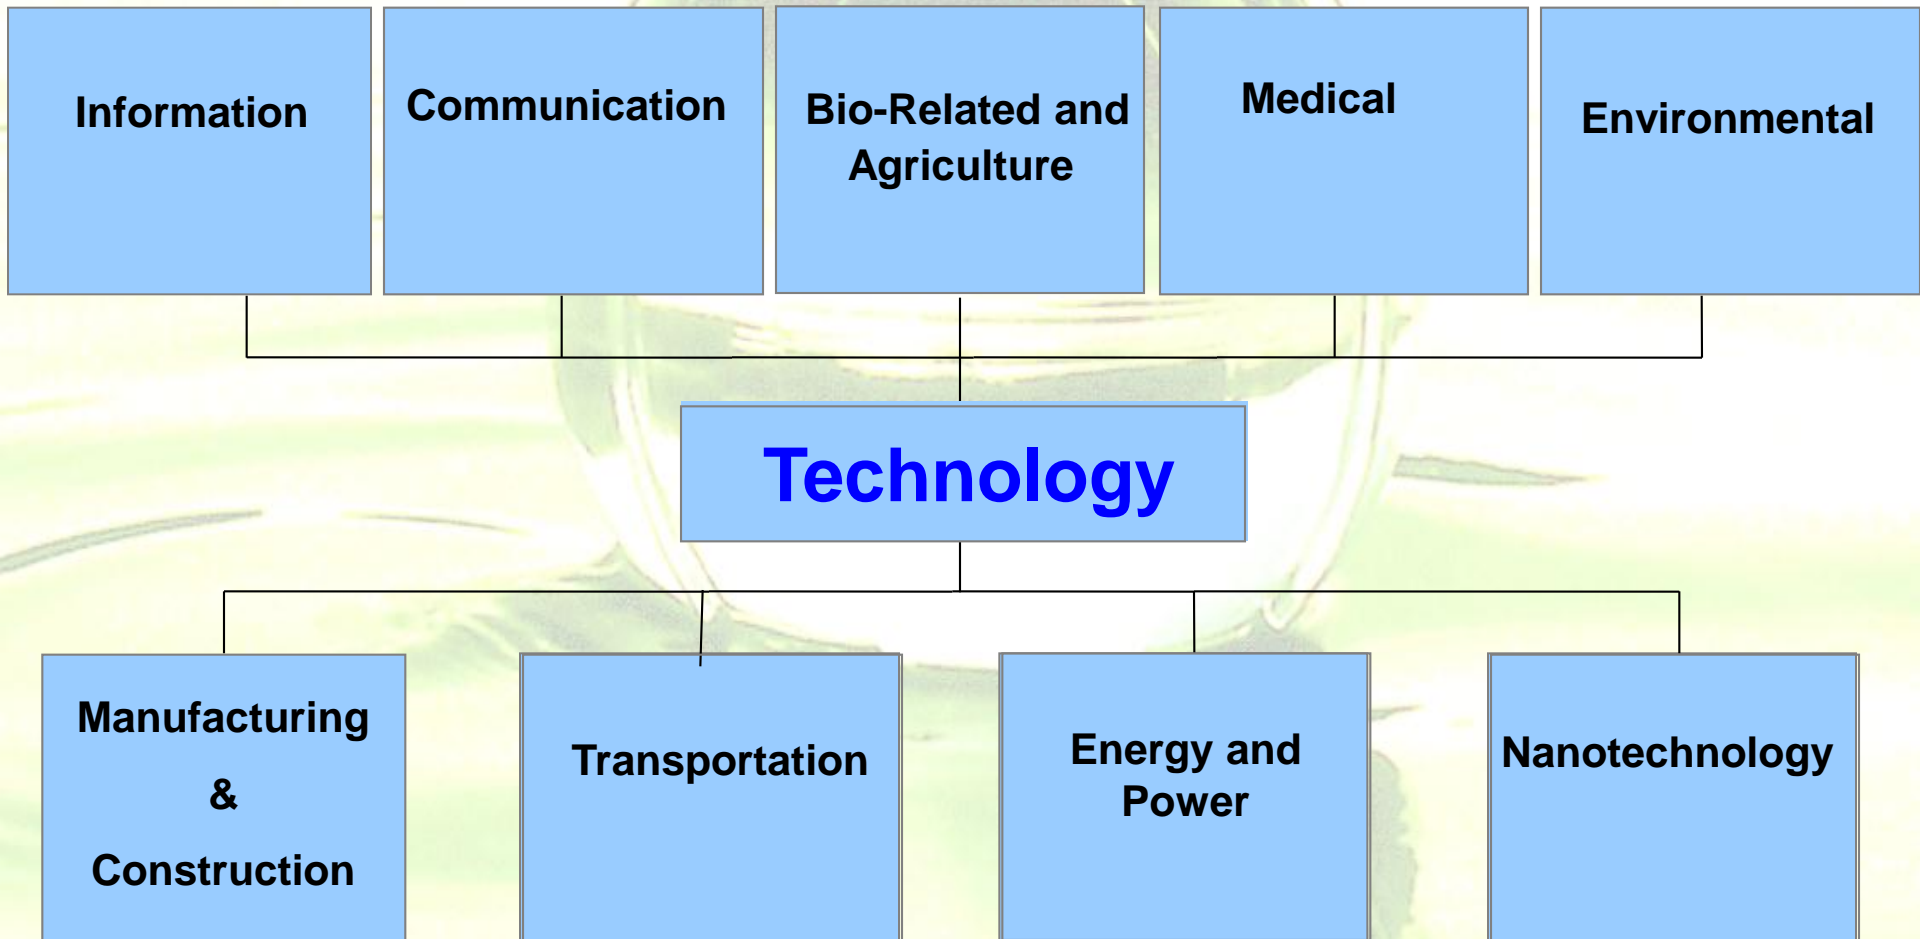 Information
Communication
Bio-Related and
Agriculture
Medical
Environmental
Technology
Manufacturing
&
Construction
Transportation
Energy and
Power
Nanotechnology